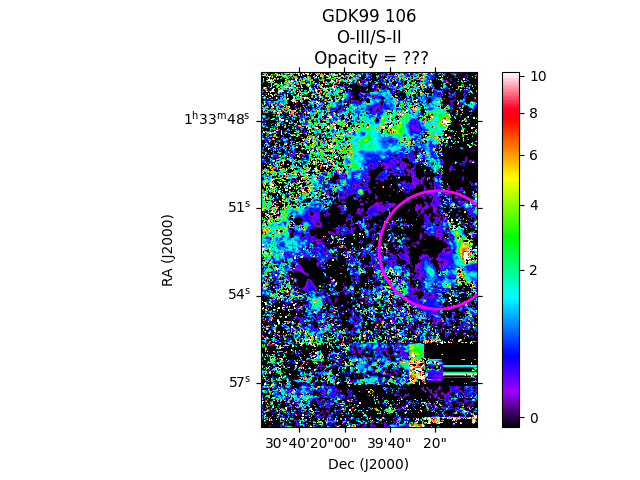 GDK99 106
O-III/S-II
Opacity = ???
1ʰ33ᵐ48ˢ
51ˢ
54ˢ
57ˢ
RA (J2000)
30°40'20"00" 39'40" 20"
Dec (J2000)
10
8
6
4
2
0